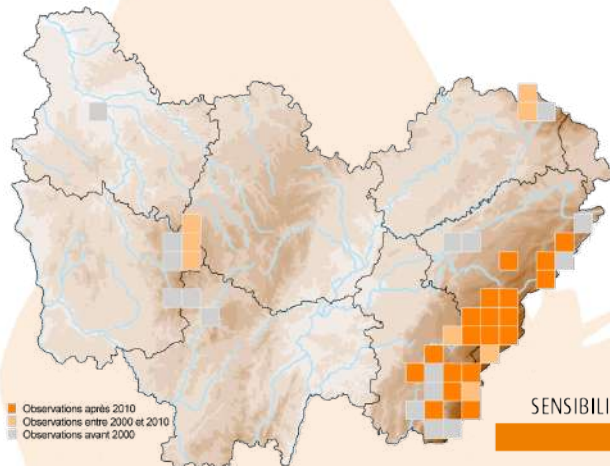 Observations après 2010
Observations entre 2000 et 2010
Observations avant 2000
SENSIBILI